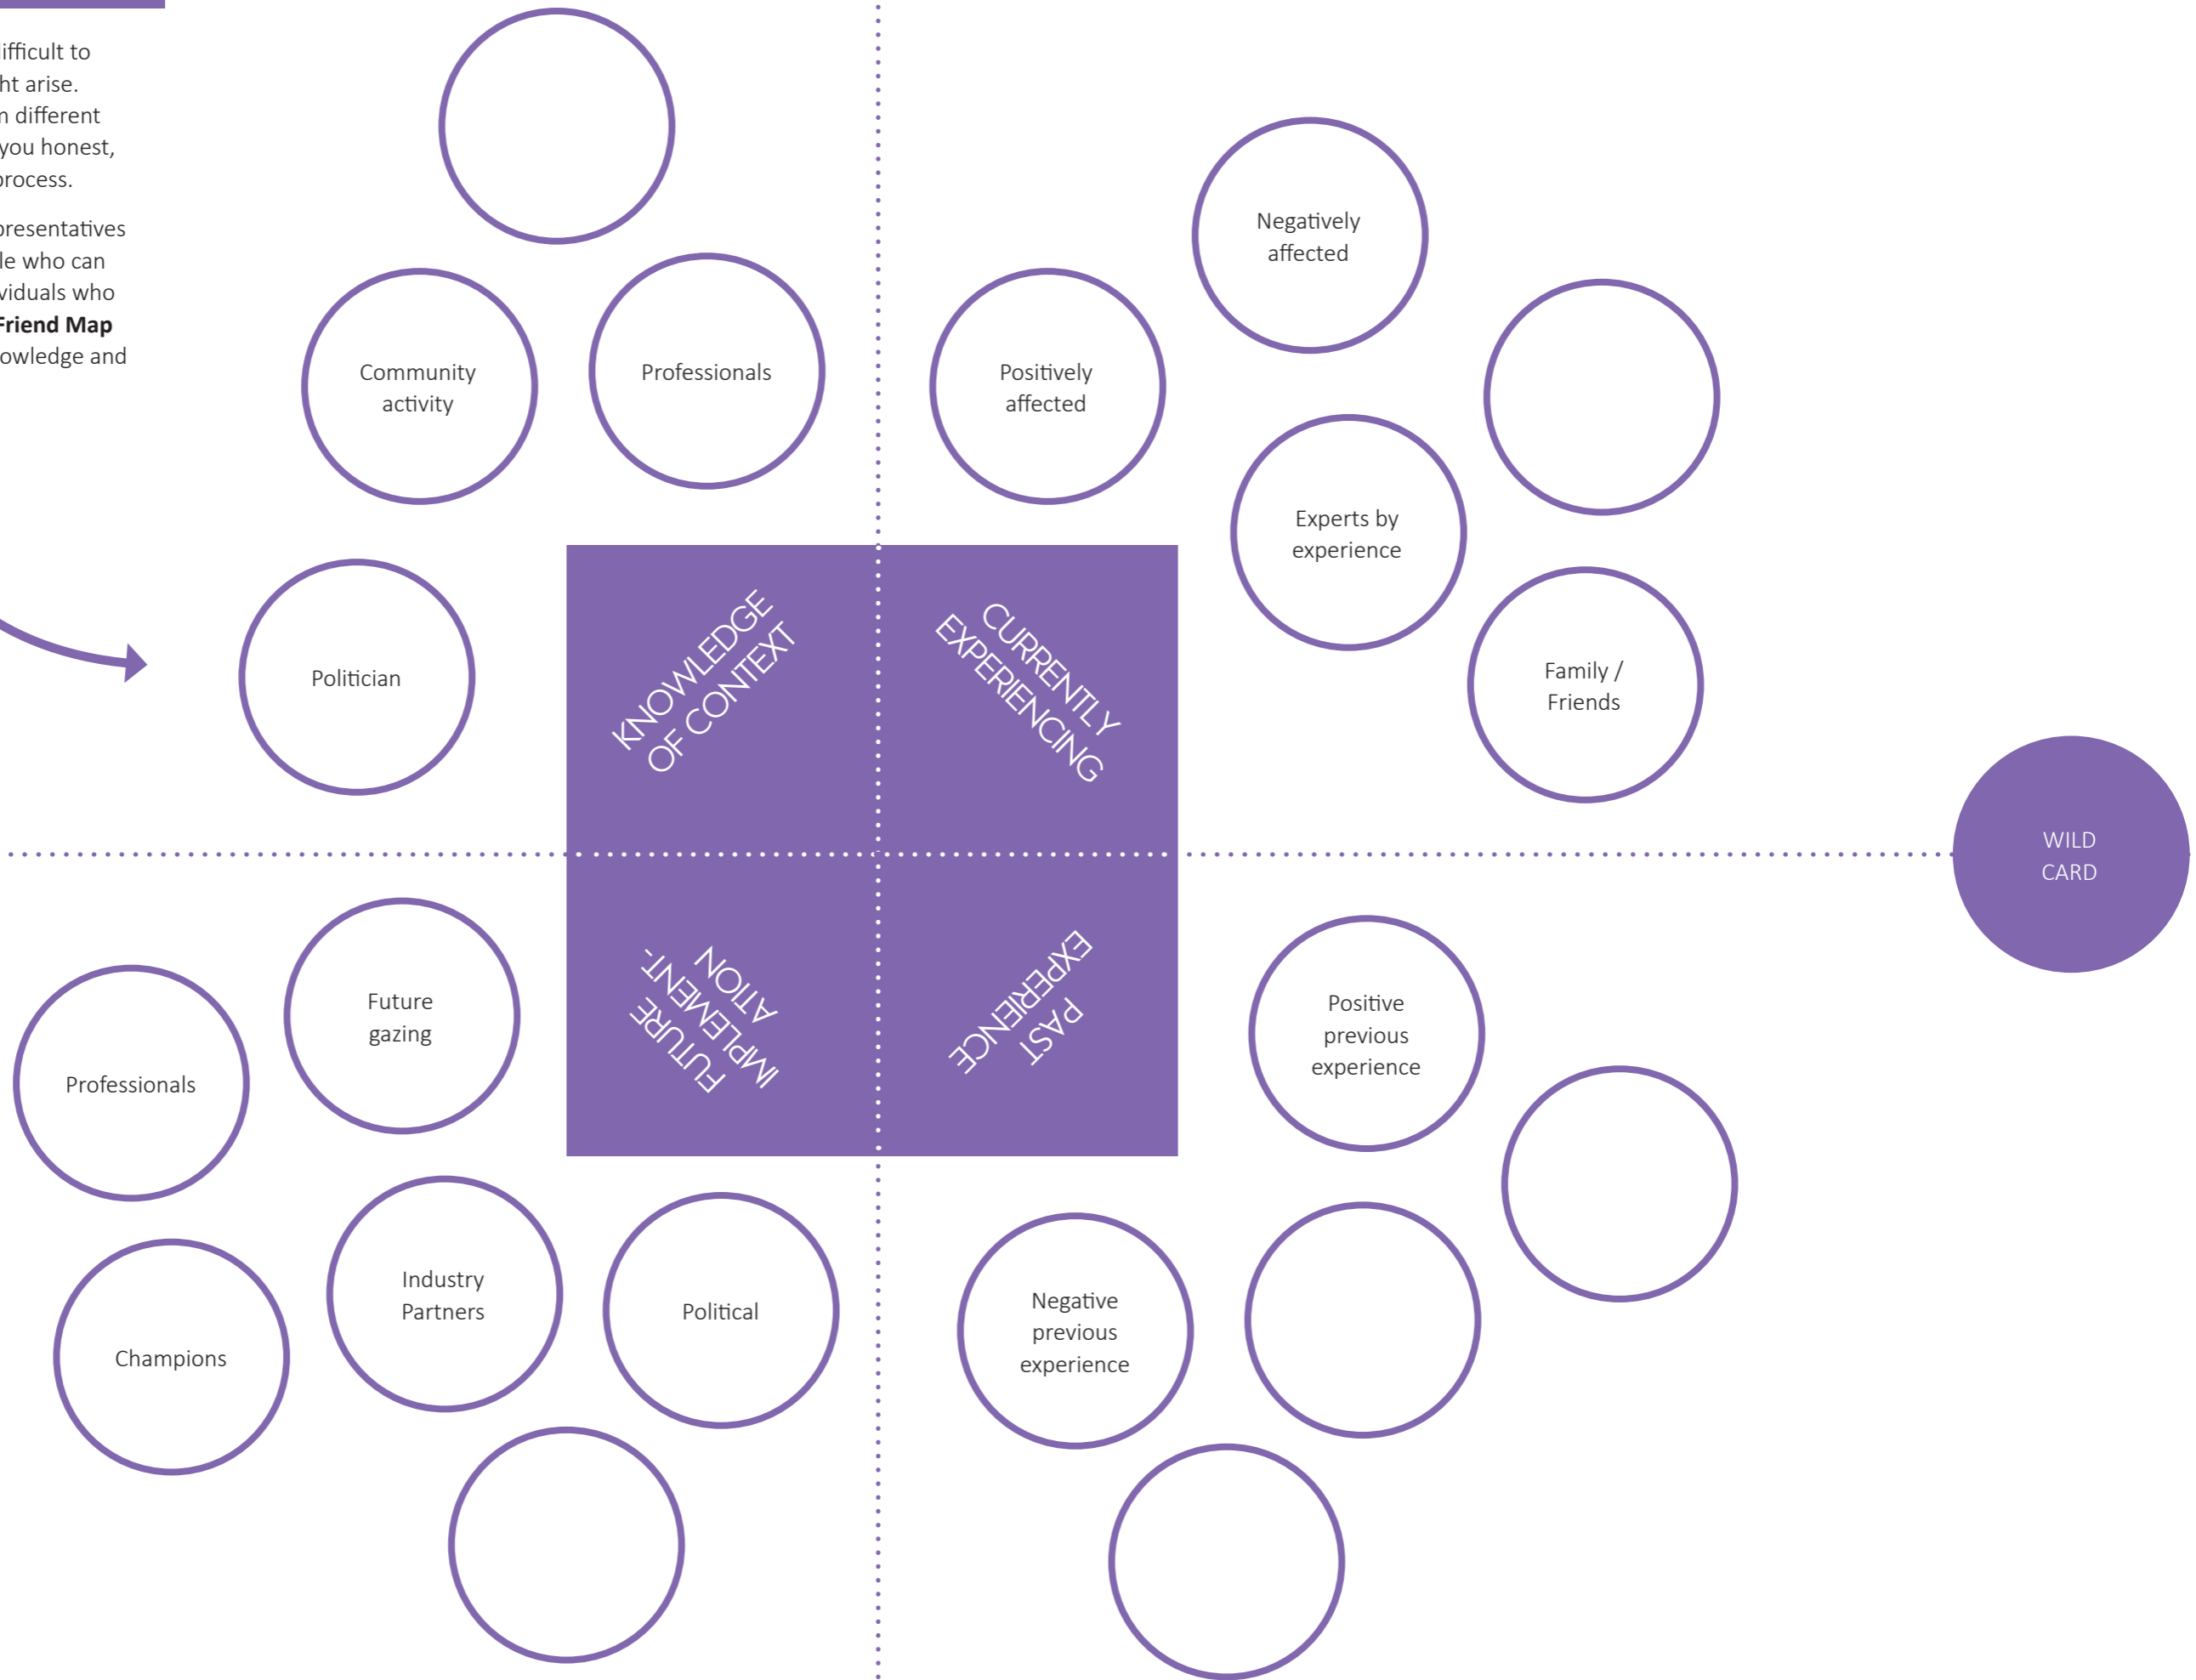 ifficult to
ht arise.
n different
you honest,
process.
presentatives
le who can
viduals who
Friend Map
owledge and
Community
activity
Professionals
Politician
KNOWLEDGE
OF CONTEXT
Positively
affected
Negatively
affected
Experts by
experience
Family /
Friends
CURRENTLY
EXPERIENCING
WILD
CARD
Professionals
Future
gazing
Champions
Industry
Partners
Political
FUTURE
IMPLEMENT-
ATION
PAST
EXPERIENCE
Positive
previous
experience
Negative
previous
experience